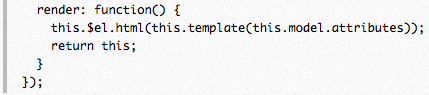 render: function() {
this.$el.html(this.template(this.model.attributes));
return this;
}
});